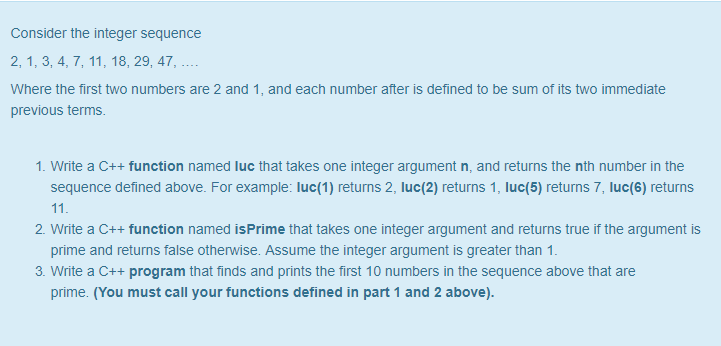 Consider the integer sequence
2, 1, 3, 4, 7, 11, 18, 29, 47, ....
Where the first two numbers are 2 and 1, and each number after is defined to be sum of its two immediate
previous terms.
1. Write a C++ function named luc that takes one integer argument n, and returns the nth number in the
sequence defined above. For example: luc(1) returns 2, luc(2) returns 1, luc(5) returns 7, luc(6) returns
11.
2. Write a C++ function named isPrime that takes one integer argument and returns true if the argument is
prime and returns false otherwise. Assume the integer argument is greater than 1.
3. Write a C++ program that finds and prints the first 10 numbers in the sequence above that are
prime. (You must call your functions defined in part 1 and 2 above).